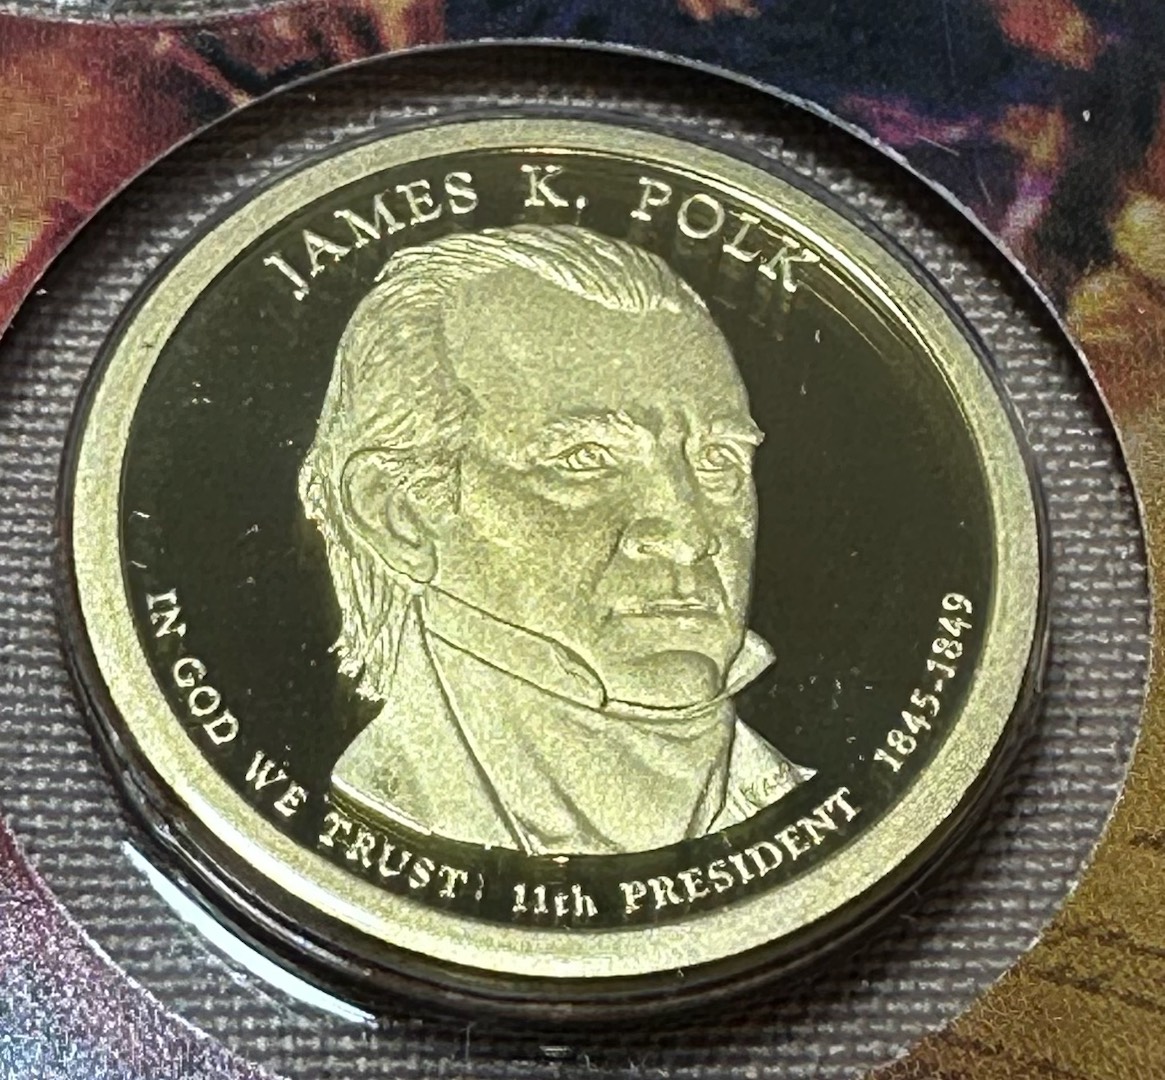 JAMES K. POLK
IN GOD WE TRUST 11th PRESIDENT 1845-1849